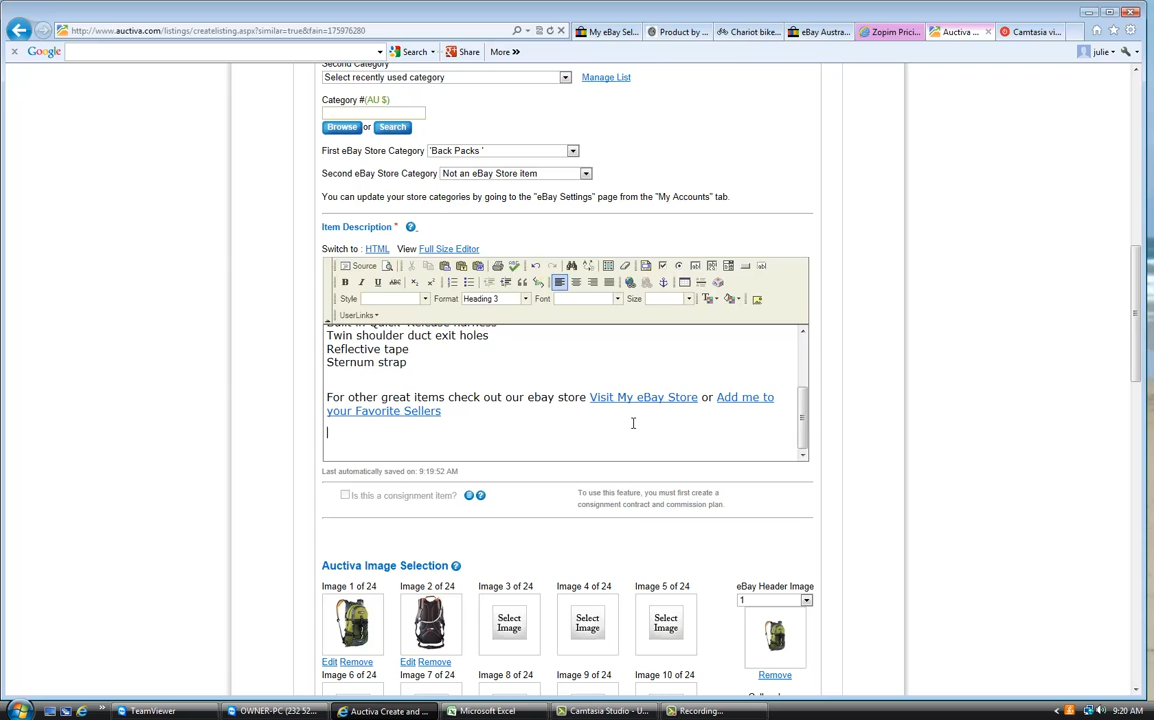 http://www.auctiva.com/listings/createlisting.aspx?similar=true&fain=175976280
My eBay Sel...
Product by ...
Chariot bike...
eBay Austra...
Zopim Prici...
Auctiva ...
Camtasia vi...
Google
Search
Share
More »
julie
Second Category
Select recently used category
Manage List
Category #(AU $)
Browse or Search
First eBay Store Category 'Back Packs '
Second eBay Store Category Not an eBay Store item
You can update your store categories by going to the "eBay Settings" page from the "My Accounts" tab.
Item Description *
Switch to : HTML View Full Size Editor
Source
Style Format Heading 3 Font Size
UserLinks
Built in Quick Release harness
Twin shoulder duct exit holes
Reflective tape
Sternum strap
For other great items check out our ebay store Visit My eBay Store or Add me to
your Favorite Sellers
Last automatically saved on: 9:19:52 AM
Is this a consignment item?
To use this feature, you must first create a
consignment contract and commission plan.
Auctiva Image Selection
Image 1 of 24 Image 2 of 24 Image 3 of 24 Image 4 of 24 Image 5 of 24 eBay Header Image
1
Select Image
Select Image
Select Image
Edit Remove Edit Remove
Remove
Image 6 of 24 Image 7 of 24 Image 8 of 24 Image 9 of 24 Image 10 of 24
TeamViewer
OWNER-PC (232 52...
Auctiva Create and ...
Microsoft Excel
Camtasia Studio - U...
Recording...
9:20 AM